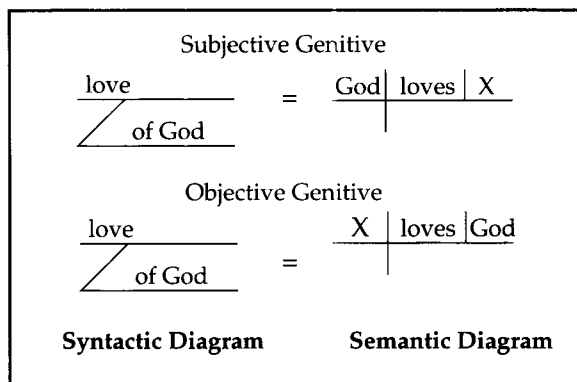 Subjective Genitive
love = God loves X
of God
Objective Genitive
love X loves God
of God =
Syntactic Diagram Semantic Diagram